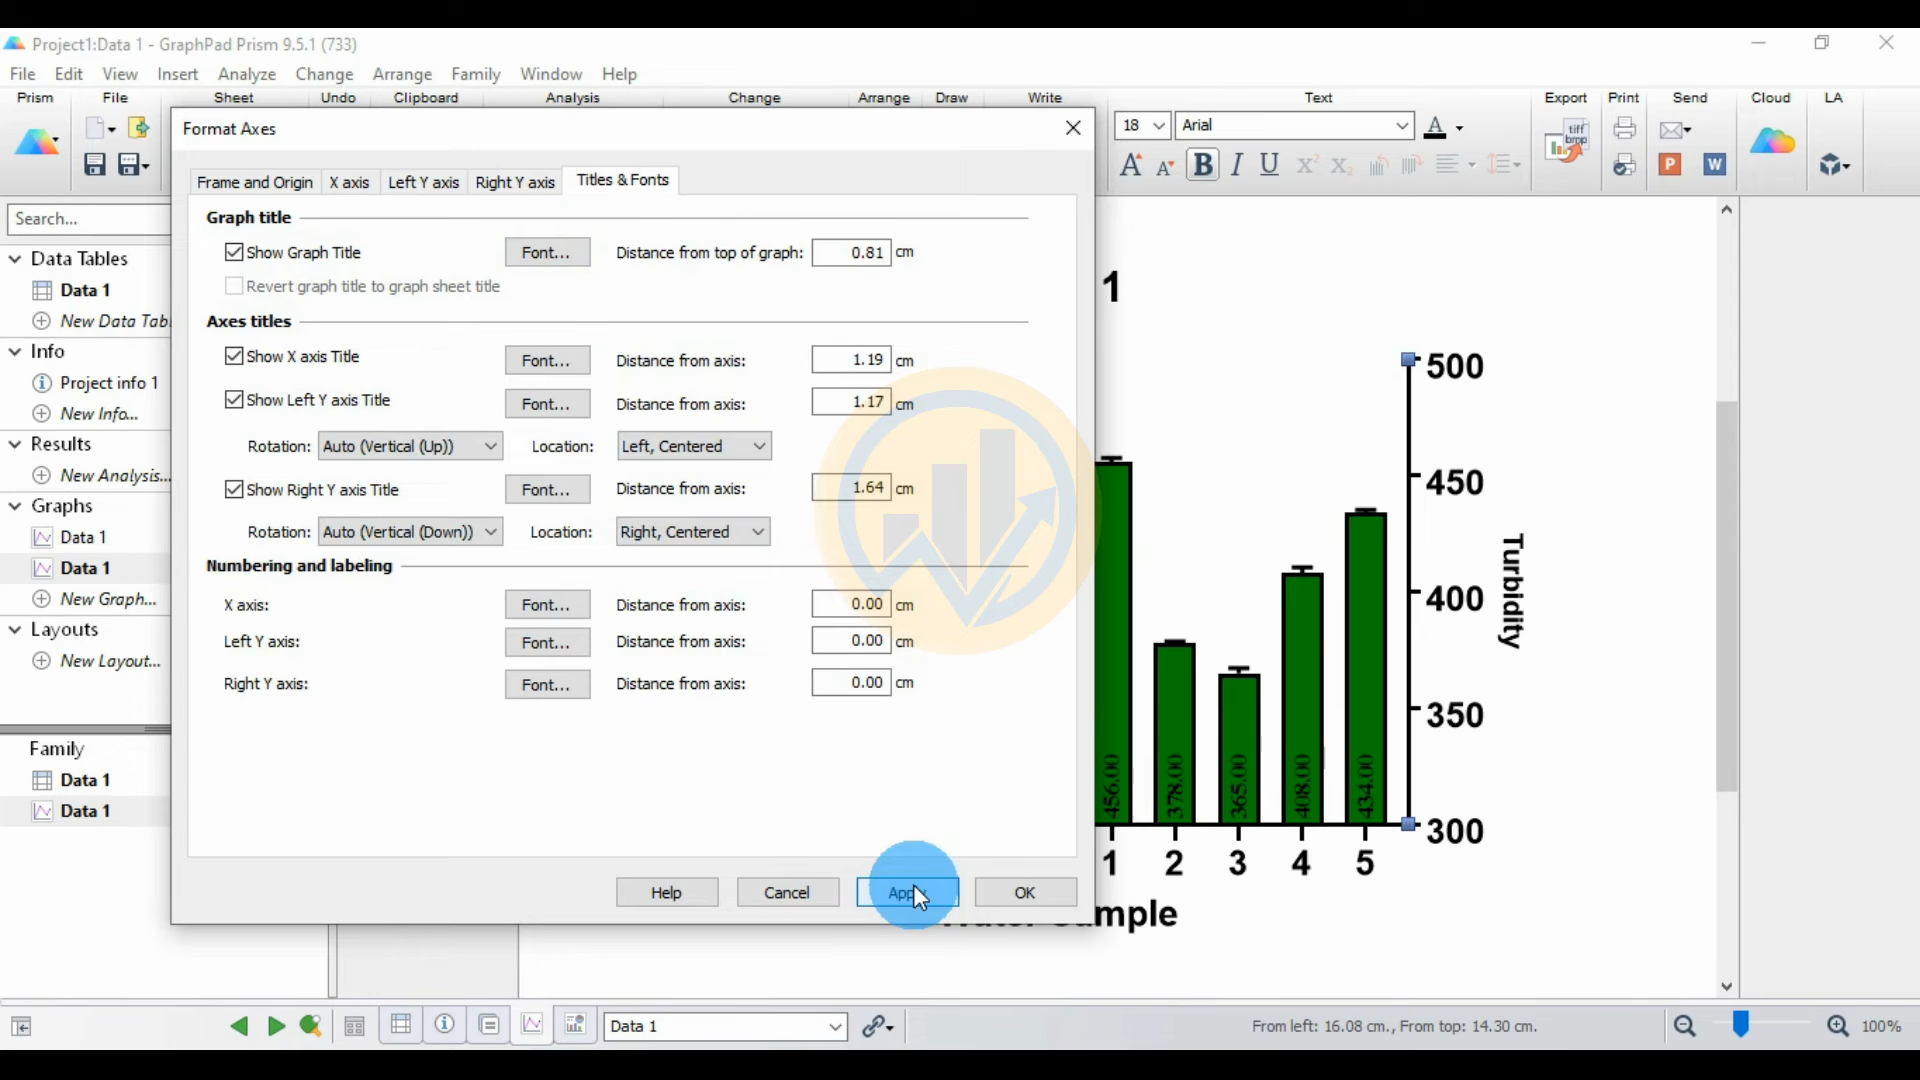 Project1:Data 1 - GraphPad Prism 9.5.1 (733)
File Edit View Insert Analyze Change Arrange Family Window Help
Prism File Sheet Undo Clipboard Analysis Change Arrange Draw Write Text Export Print Send Cloud LA
Format Axes
18 Arial
tiff
bmp
Frame and Origin X axis Left Y axis Right Y axis Titles & Fonts
Search...
Graph title
Show Graph Title Font... Distance from top of graph: 0.81 cm
Revert graph title to graph sheet title
Axes titles
Show X axis Title Font... Distance from axis: 1.19 cm
Show Left Y axis Title Font... Distance from axis: 1.17 cm
Rotation: Auto (Vertical (Up)) Location: Left, Centered
Show Right Y axis Title Font... Distance from axis: 1.64 cm
Rotation: Auto (Vertical (Down)) Location: Right, Centered
Numbering and labeling
X axis: Font... Distance from axis: 0.00 cm
Left Y axis: Font... Distance from axis: 0.00 cm
Right Y axis: Font... Distance from axis: 0.00 cm
Help Cancel OK
Data Tables
Data 1
New Data Tab
Info
Project info 1
New Info...
Results
New Analysis...
Graphs
Data 1
Data 1
New Graph...
Layouts
New Layout...
Family
Data 1
Data 1
1
500
450
400
350
300
Turbidity
456.00 378.00 365.00 408.00 434.00
1 2 3 4 5
Data 1
From left: 16.08 cm., From top: 14.30 cm.
100%